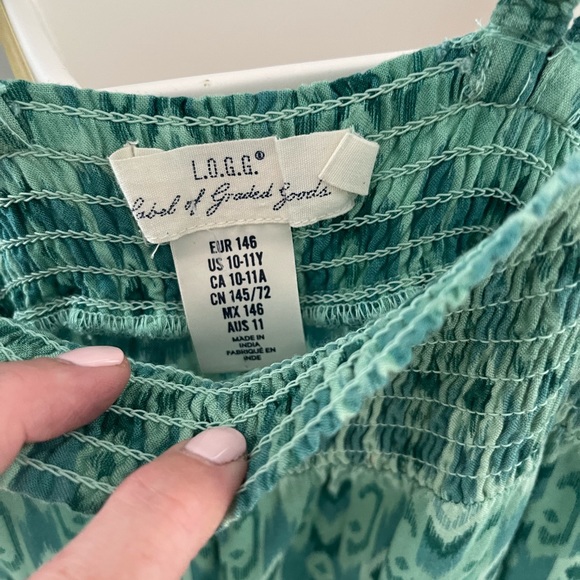 L.O.G.G.®
Label of Graded Goods
EUR 146
US 10-11Y
CA 10-11A
CN 145/72
MX 146
AUS 11
MADE IN
INDIA
FABRIQUÉ EN
INDE